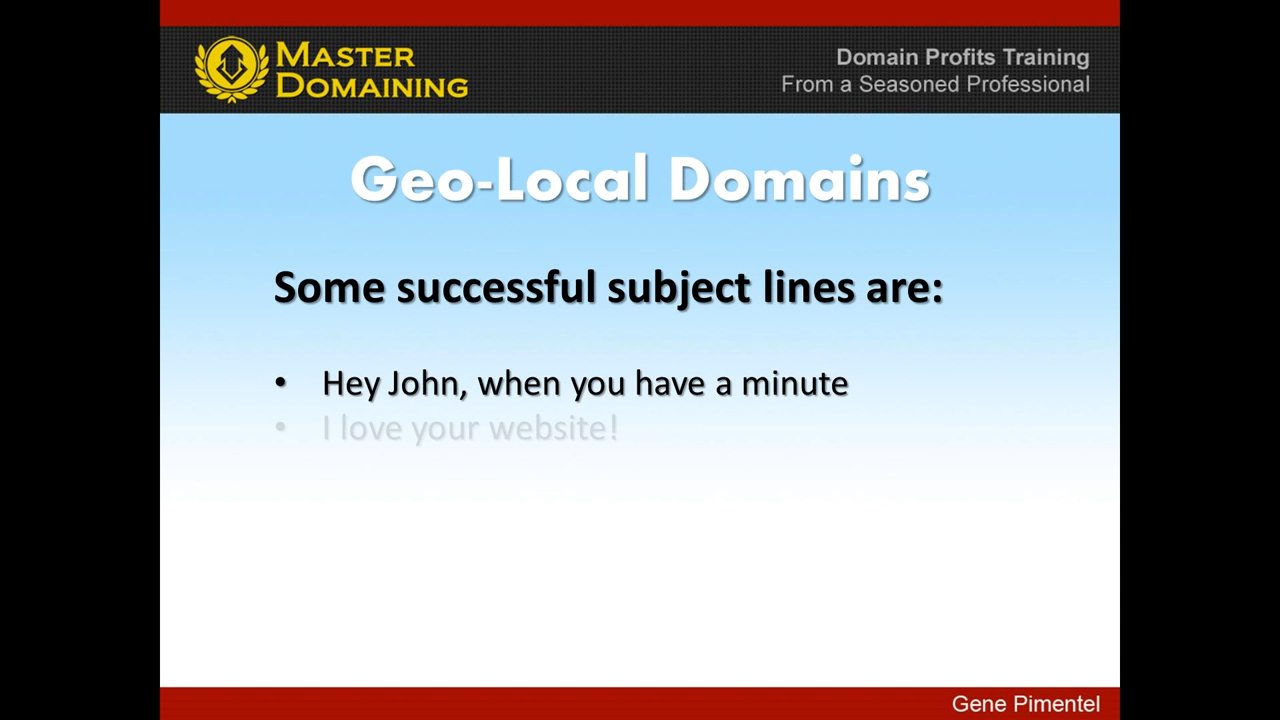 MASTER
DOMAINING
Domain Profits Training
From a Seasoned Professional
Geo-Local Domains
Some successful subject lines are:
• Hey John, when you have a minute
• I love your website!
Gene Pimentel